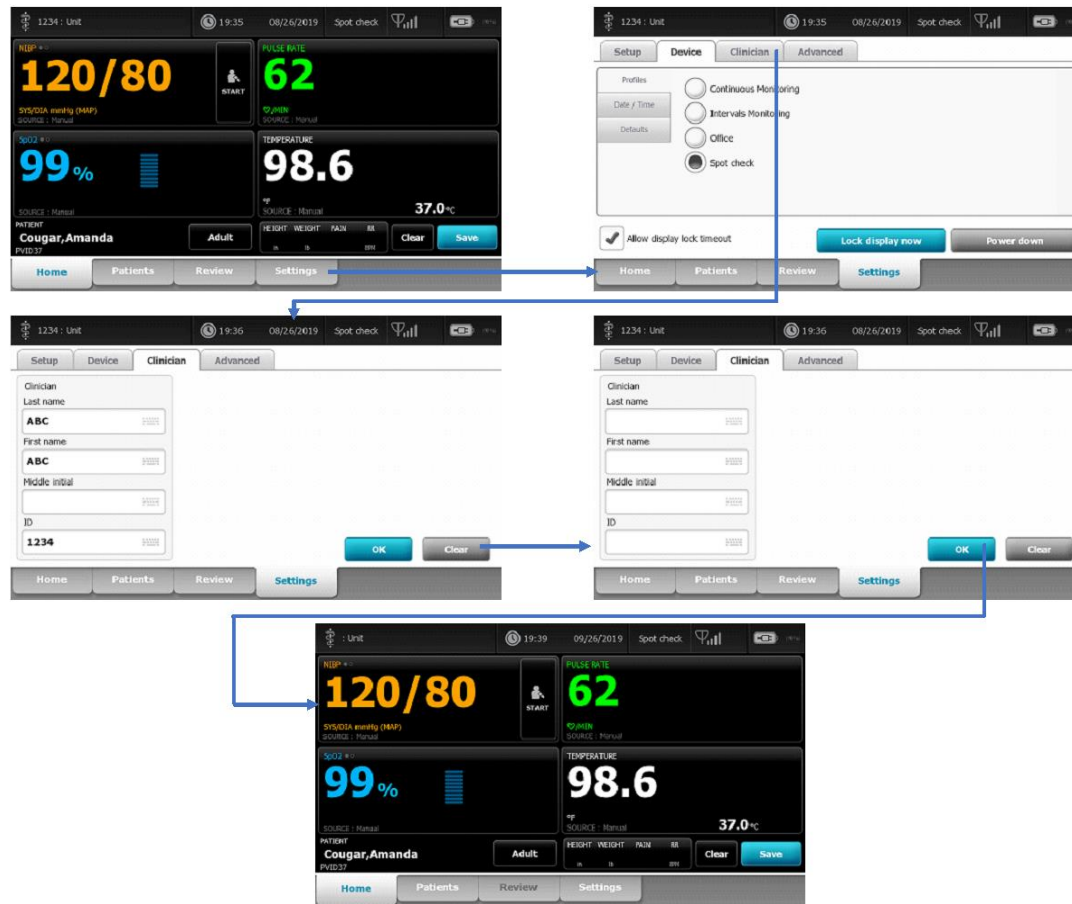 1234 : Unit 19:35 08/26/2019 Spot check
NIBP
120/80
START
SYS/DIA mmHg (MAP)
SOURCE : Manual
PULSE RATE
62
/MIN
SOURCE : Manual
SpO2
99%
SOURCE : Manual
TEMPERATURE
98.6
°F
SOURCE : Manual
37.0 °C
PATIENT
Cougar,Amanda
PVID37
Adult
HEIGHT WEIGHT PAIN RR
in lb BPM
Clear
Save
Home Patients Review Settings
1234 : Unit 19:35 08/26/2019 Spot check
Setup Device Clinician Advanced
Profiles
Date / Time
Defaults
Continuous Monitoring
Intervals Monitoring
Office
Spot check
Allow display lock timeout
Lock display now
Power down
Home Patients Review Settings
1234 : Unit 19:36 08/26/2019 Spot check
Setup Device Clinician Advanced
Clinician
Last name
ABC
First name
ABC
Middle initial
ID
1234
OK Clear
Home Patients Review Settings
1234 : Unit 19:36 08/26/2019 Spot check
Setup Device Clinician Advanced
Clinician
Last name
First name
Middle initial
ID
OK Clear
Home Patients Review Settings
: Unit 19:39 09/26/2019 Spot check
NIBP
120/80
START
SYS/DIA mmHg (MAP)
SOURCE : Manual
PULSE RATE
62
/MIN
SOURCE : Manual
SpO2
99%
SOURCE : Manual
TEMPERATURE
98.6
°F
SOURCE : Manual
37.0 °C
PATIENT
Cougar,Amanda
PVID37
Adult
HEIGHT WEIGHT PAIN RR
in lb BPM
Clear
Save
Home Patients Review Settings